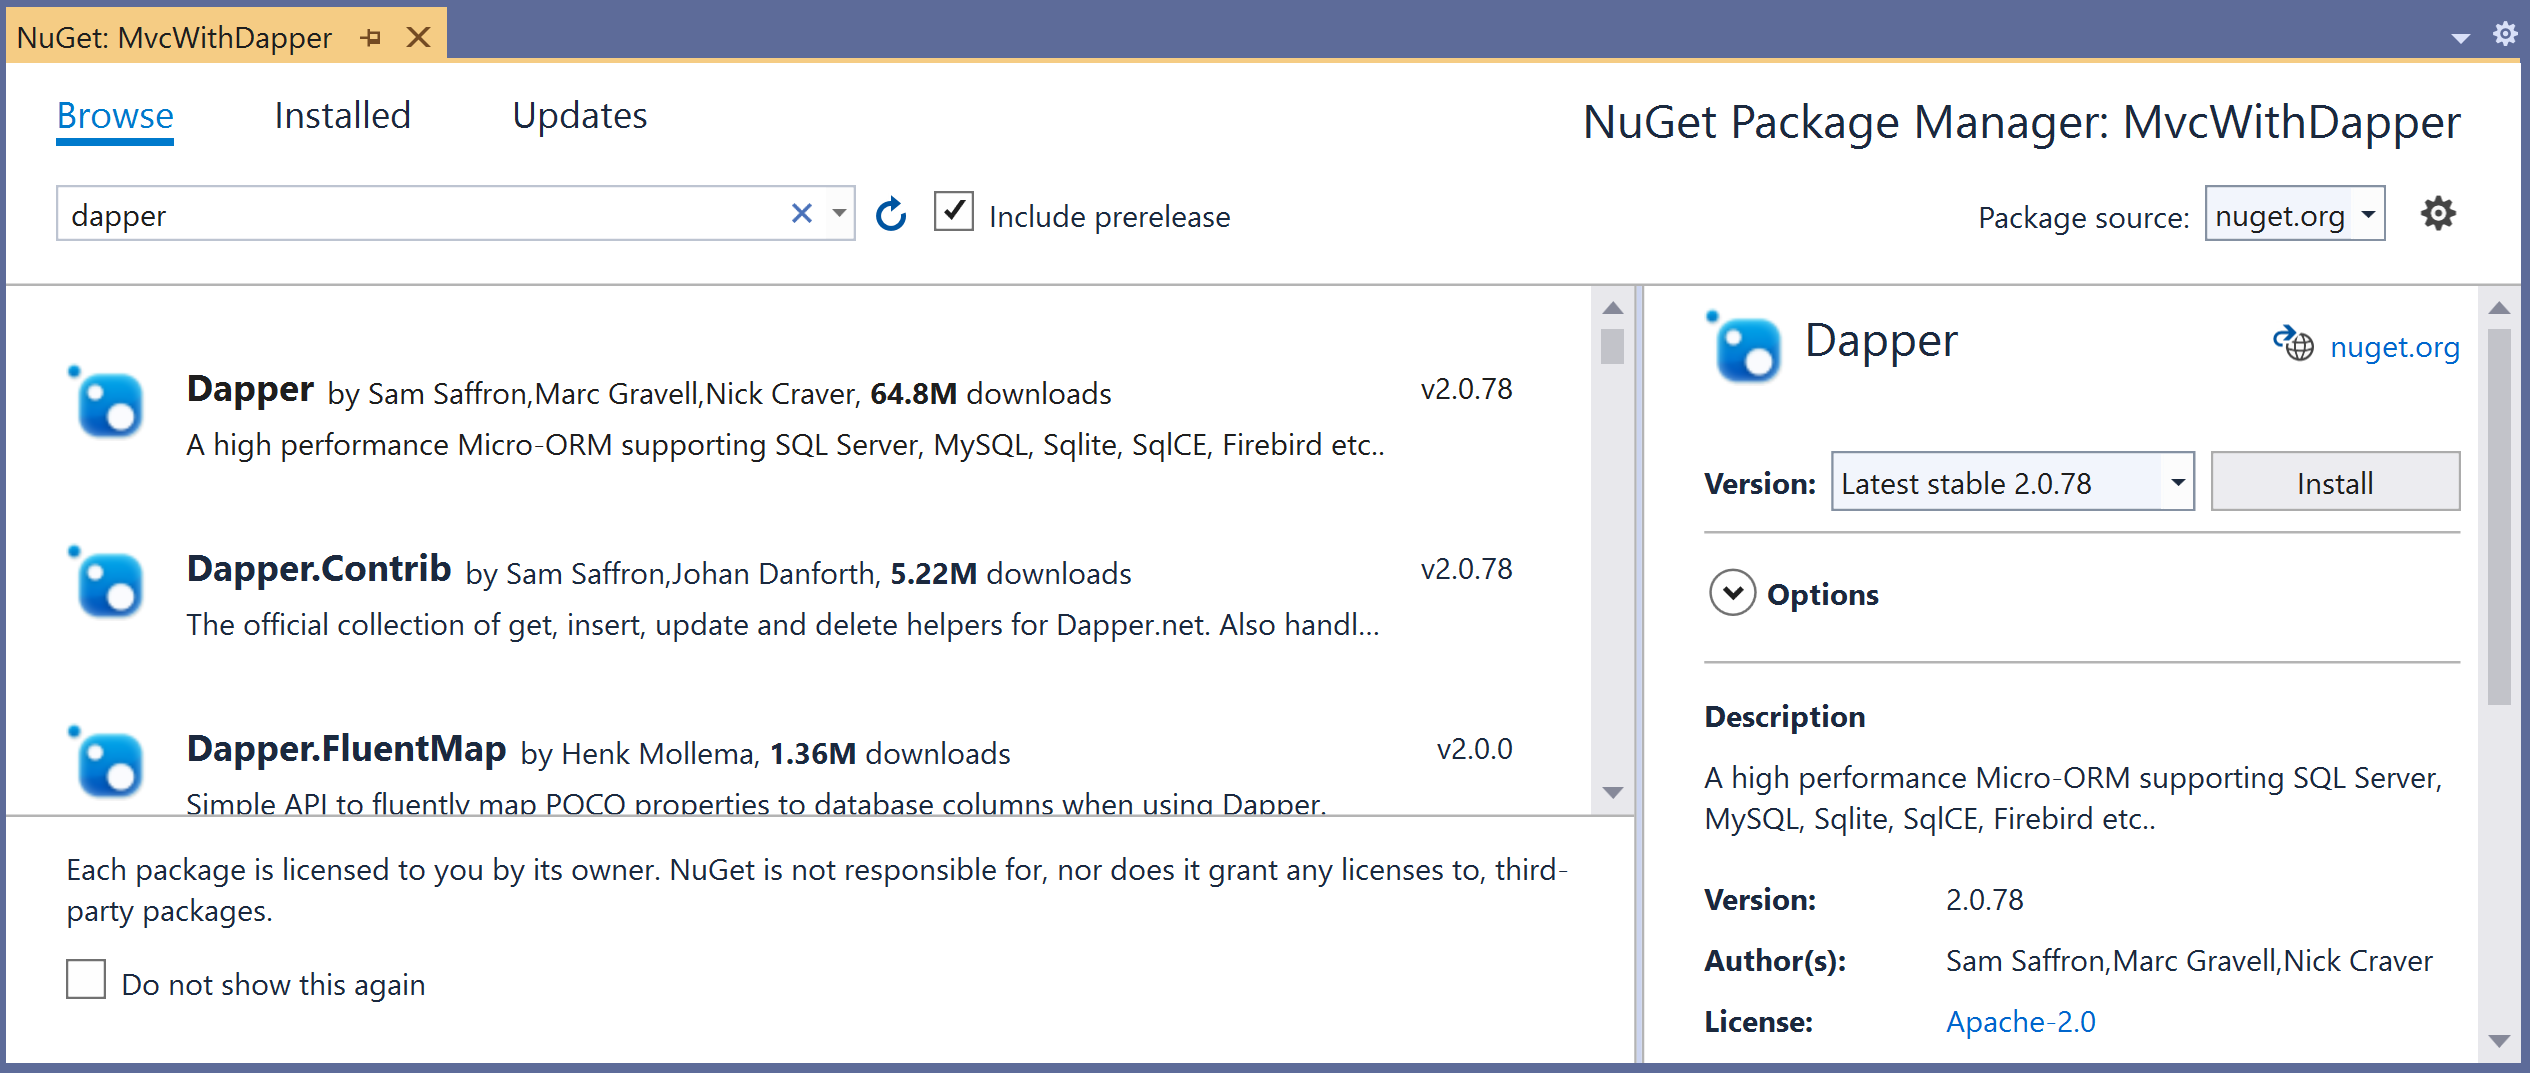 NuGet: MvcWithDapper
Browse Installed Updates
NuGet Package Manager: MvcWithDapper
dapper
Include prerelease
Package source: nuget.org
Dapper by Sam Saffron,Marc Gravell,Nick Craver, 64.8M downloads
v2.0.78
A high performance Micro-ORM supporting SQL Server, MySQL, Sqlite, SqlCE, Firebird etc..
Dapper.Contrib by Sam Saffron,Johan Danforth, 5.22M downloads
v2.0.78
The official collection of get, insert, update and delete helpers for Dapper.net. Also handl...
Dapper.FluentMap by Henk Mollema, 1.36M downloads
v2.0.0
Simple API to fluently map POCO properties to database columns when using Dapper.
Each package is licensed to you by its owner. NuGet is not responsible for, nor does it grant any licenses to, third-
party packages.
Do not show this again
Dapper
nuget.org
Version: Latest stable 2.0.78
Install
Options
Description
A high performance Micro-ORM supporting SQL Server,
MySQL, Sqlite, SqlCE, Firebird etc..
Version: 2.0.78
Author(s): Sam Saffron,Marc Gravell,Nick Craver
License: Apache-2.0